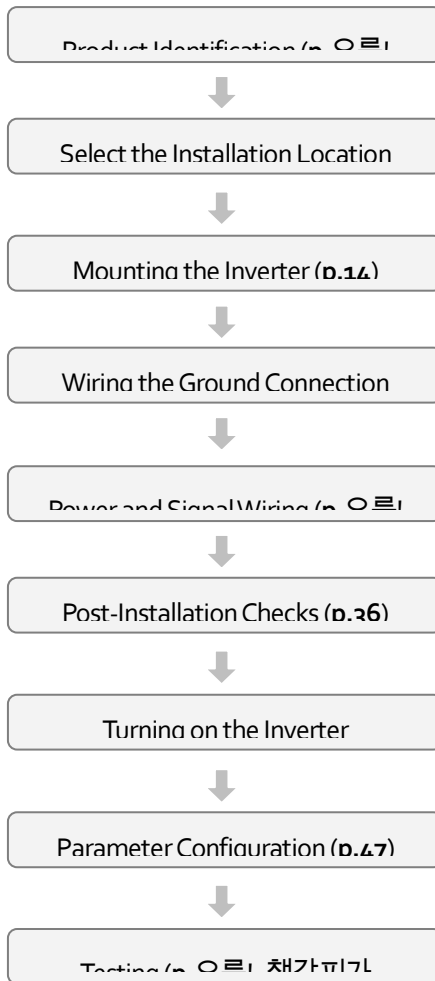 Product Identification (p. 오류!
Select the Installation Location
Mounting the Inverter (p.14)
Wiring the Ground Connection
Power and Signal Wiring (p. 오류!
Post-Installation Checks (p.36)
Turning on the Inverter
Parameter Configuration (p.47)
Testing (p. 오류! 책갈피가